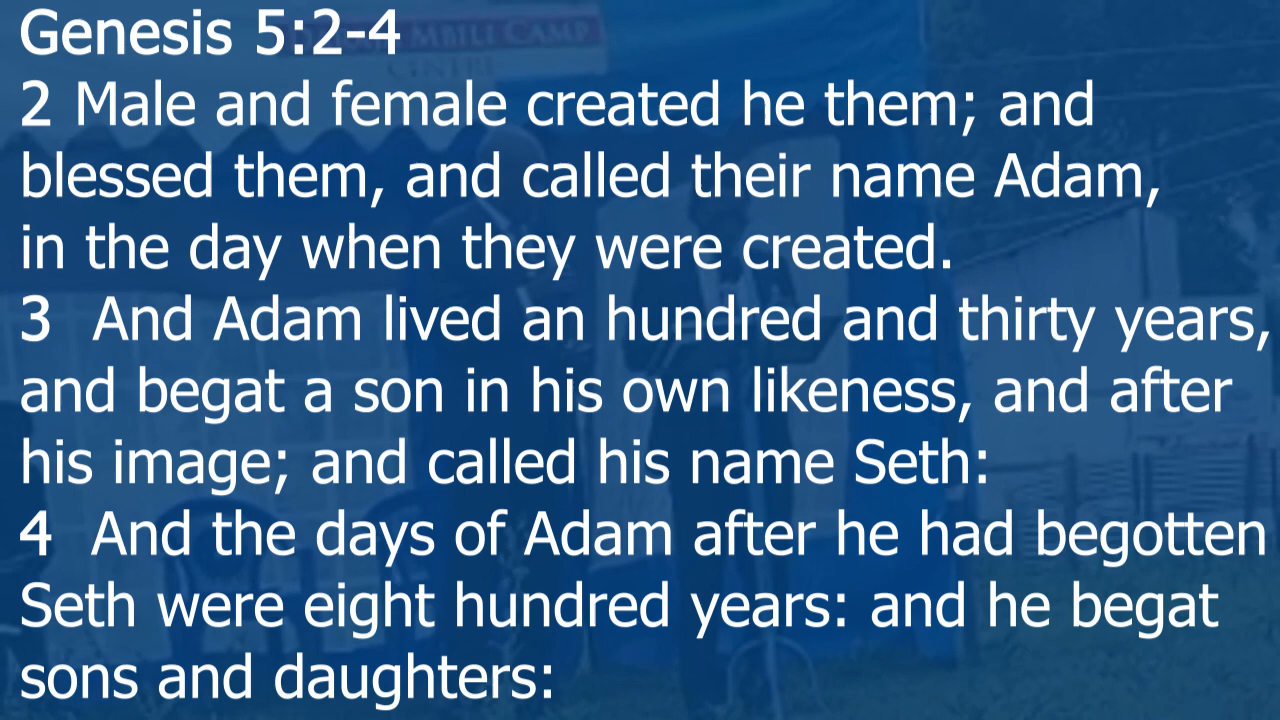 Genesis 5:2-4
MBILI CAMP
CENTRE
2 Male and female created he them; and
blessed them, and called their name Adam,
in the day when they were created.
3 And Adam lived an hundred and thirty years,
and begat a son in his own likeness, and after
his image; and called his name Seth:
4 And the days of Adam after he had begotten
Seth were eight hundred years: and he begat
sons and daughters: